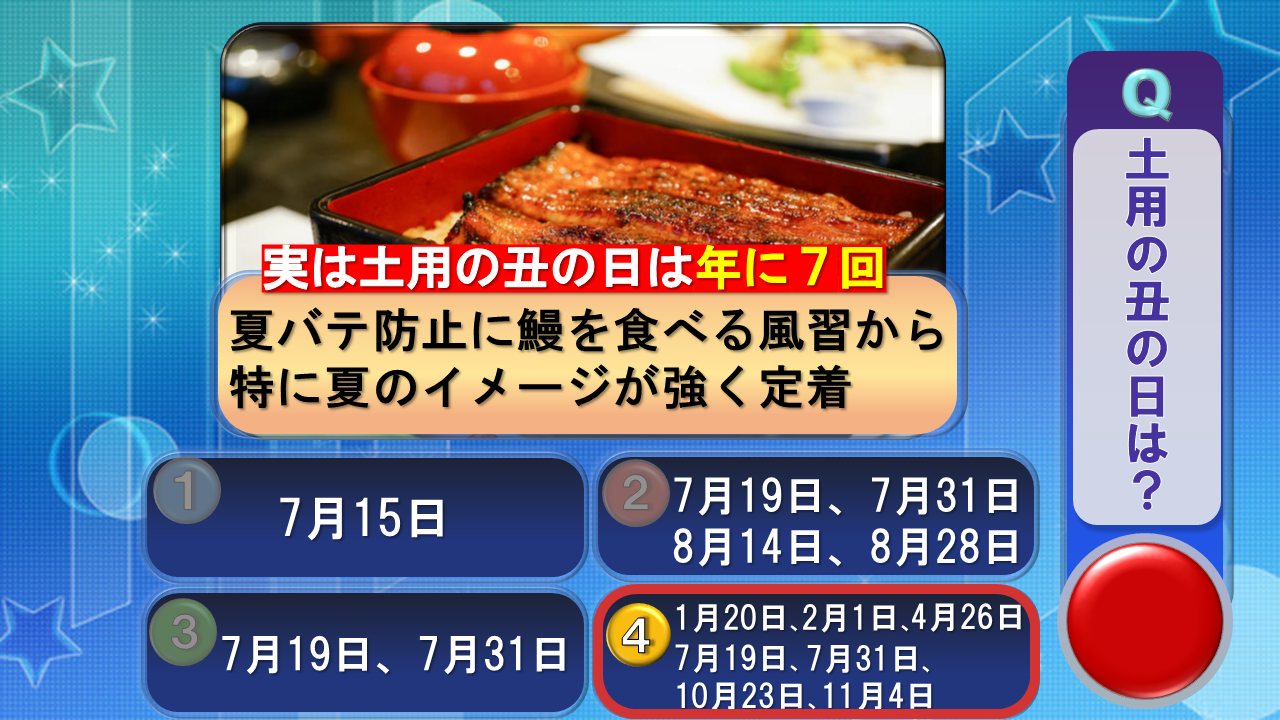 Q
土用の丑の日は?
実は土用の丑の日は年に７回
夏バテ防止に鰻を食べる風習から
特に夏のイメージが強く定着
1
7月15日
2
7月19日、7月31日
8月14日、8月28日
3
7月19日、7月31日
4
1月20日、2月1日、4月26日
7月19日、7月31日、
10月23日、11月4日